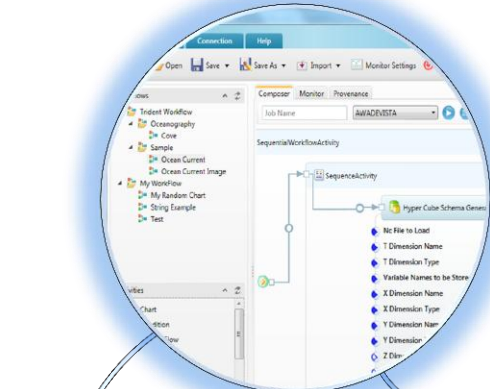 Connection Help
Open Save Save As Import Monitor Settings
Composer Monitor Provenance
Job Name AWADEVISTA
Trident Workflow
Oceanography
Cove
Sample
Ocean Current
Ocean Current Image
My Workflow
My Random Chart
String Example
Test
Chart
SequentialWorkflowActivity
SequenceActivity
Hyper Cube Schema
Nc File to Load
T Dimension Name
T Dimension Type
Variable Names to be Store
X Dimension Name
X Dimension Type
Y Dimension
Y Dimension
Z